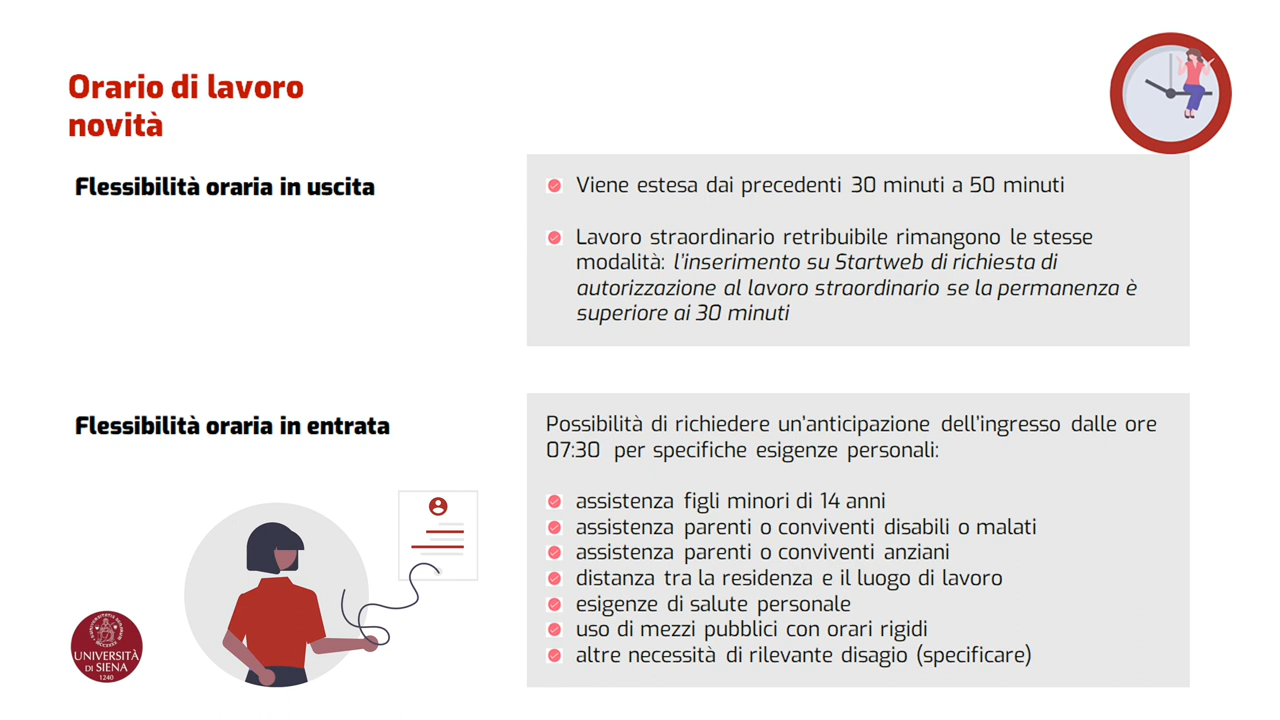 Orario di lavoro
novità
Flessibilità oraria in uscita
Viene estesa dai precedenti 30 minuti a 50 minuti
Lavoro straordinario retribuibile rimangono le stesse
modalità: l'inserimento su Startweb di richiesta di
autorizzazione al lavoro straordinario se la permanenza è
superiore ai 30 minuti
Flessibilità oraria in entrata
Possibilità di richiedere un'anticipazione dell'ingresso dalle ore
07:30 per specifiche esigenze personali:
assistenza figli minori di 14 anni
assistenza parenti o conviventi disabili o malati
assistenza parenti o conviventi anziani
distanza tra la residenza e il luogo di lavoro
esigenze di salute personale
uso di mezzi pubblici con orari rigidi
altre necessità di rilevante disagio (specificare)
UNIVERSITÀ
DI SIENA
1240